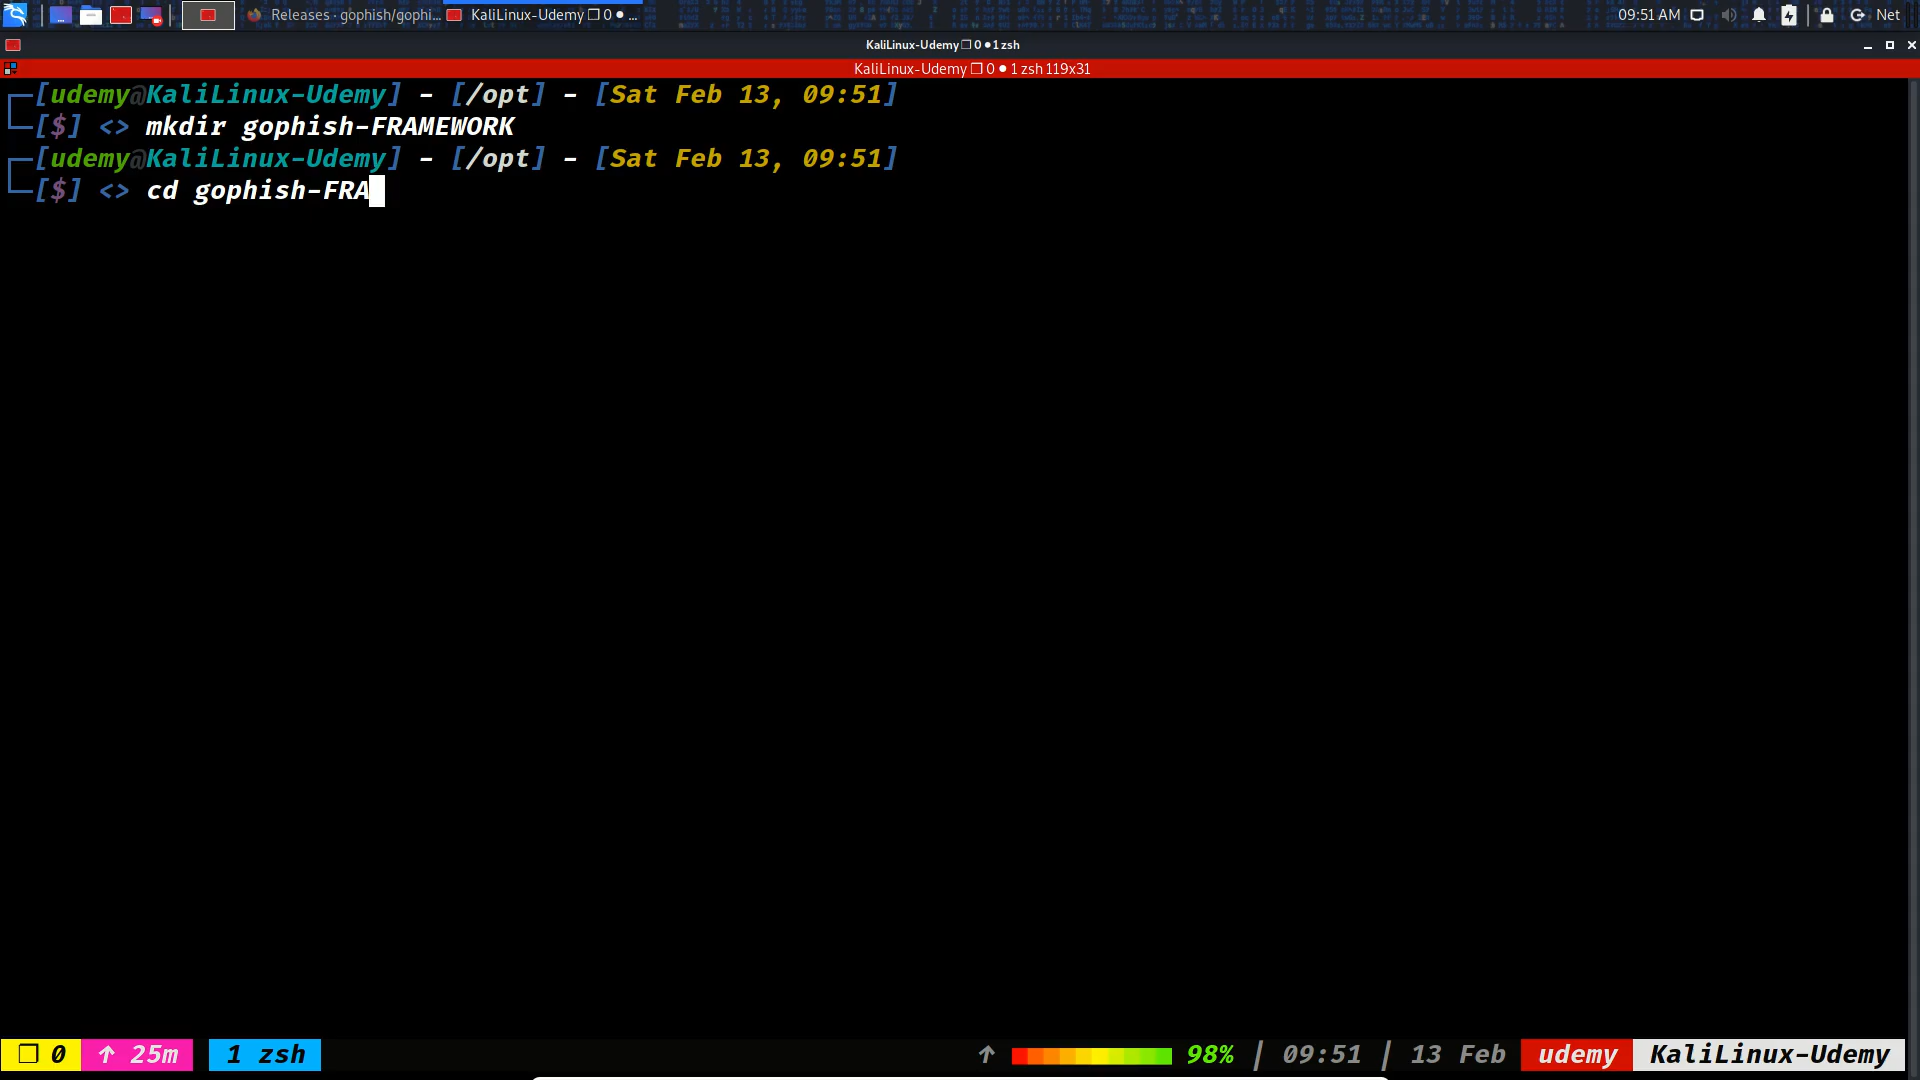 Releases · gophish/gophi...
KaliLinux-Udemy ❐ 0 ● ...
09:51 AM
Net
KaliLinux-Udemy ❐ 0 ● 1 zsh
KaliLinux-Udemy ❐ 0 ● 1 zsh 119x31
[udemy@KaliLinux-Udemy] - [/opt] - [Sat Feb 13, 09:51]
[$] <> mkdir gophish-FRAMEWORK
[udemy@KaliLinux-Udemy] - [/opt] - [Sat Feb 13, 09:51]
[$] <> cd gophish-FRA
❐ 0 ↑ 25m 1 zsh ↑ 98% | 09:51 | 13 Feb udemy KaliLinux-Udemy